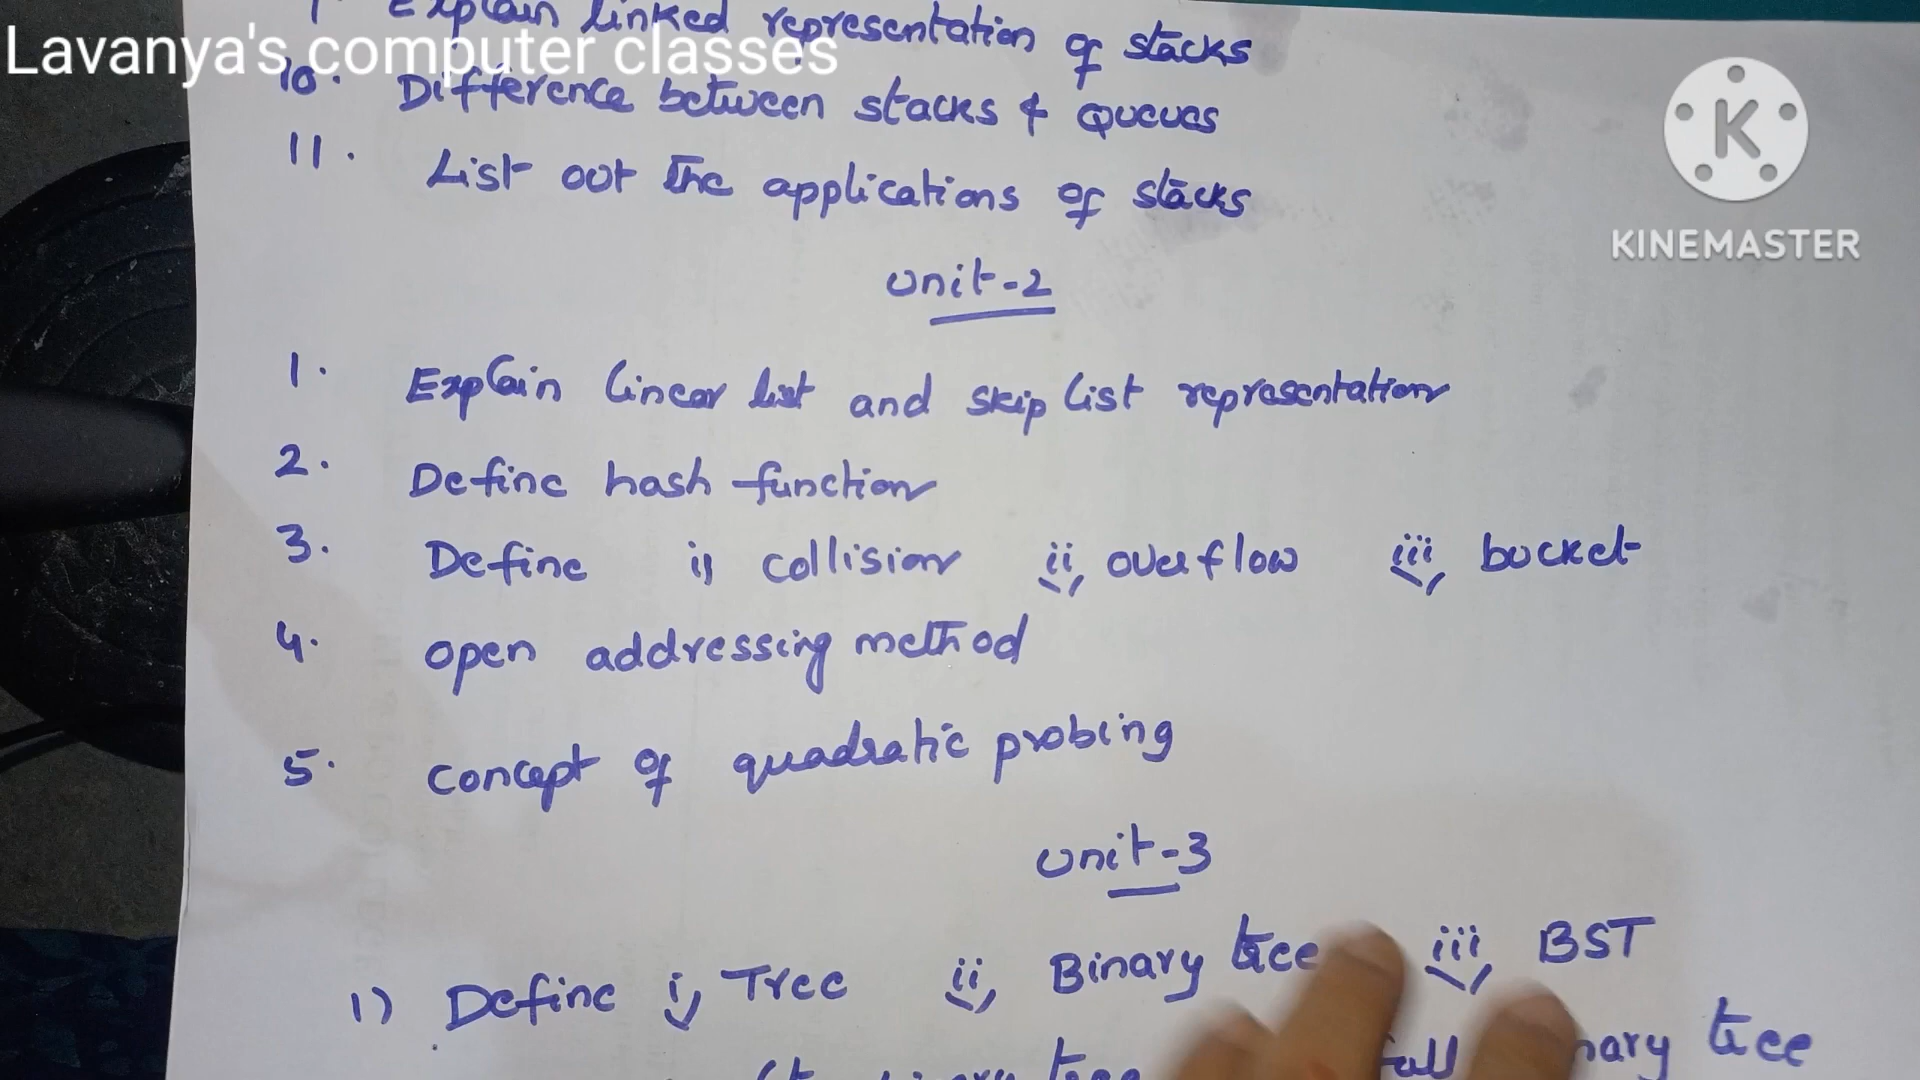 Explain linked representation of stacks
Lavanya's computer classes
10. Difference between stacks & Queues
11. List out the applications of stacks
K
KINEMASTER
Unit-2
1. Explain linear list and skip list representation
2. Define hash function
3. Define i) collision ii) overflow iii) bucket
4. open addressing method
5. concept of quadratic probing
Unit-3
1) Define i) Tree ii) Binary tree iii) BST
tree full tree